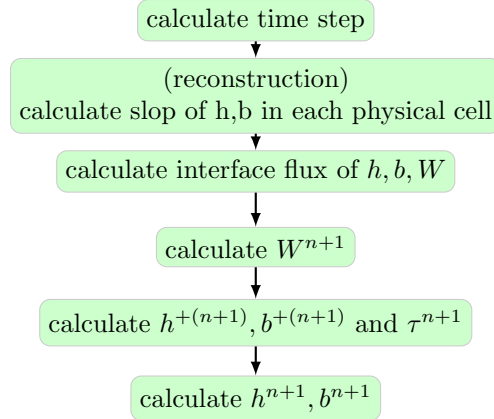 calculate time step
(reconstruction)
calculate slop of h,b in each physical cell
calculate interface flux of $h, b, W$
calculate $W^{n+1}$
calculate $h^{+(n+1)}, b^{+(n+1)}$ and $\tau^{n+1}$
calculate $h^{n+1}, b^{n+1}$